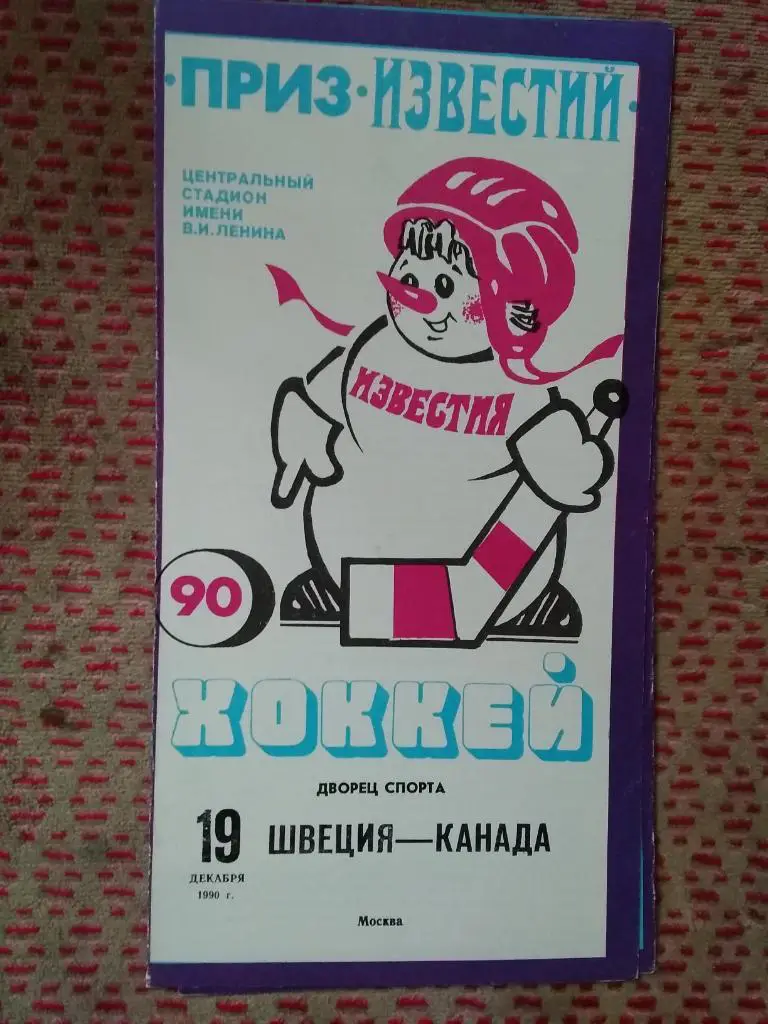 ·ПРИЗ·ИЗВЕСТИЙ·
ЦЕНТРАЛЬНЫЙ
СТАДИОН
ИМЕНИ
В.И.ЛЕНИНА
ИЗВЕСТИЯ
90
ХОККЕЙ
ДВОРЕЦ СПОРТА
19 ШВЕЦИЯ—КАНАДА
ДЕКАБРЯ
1990 г.
Москва